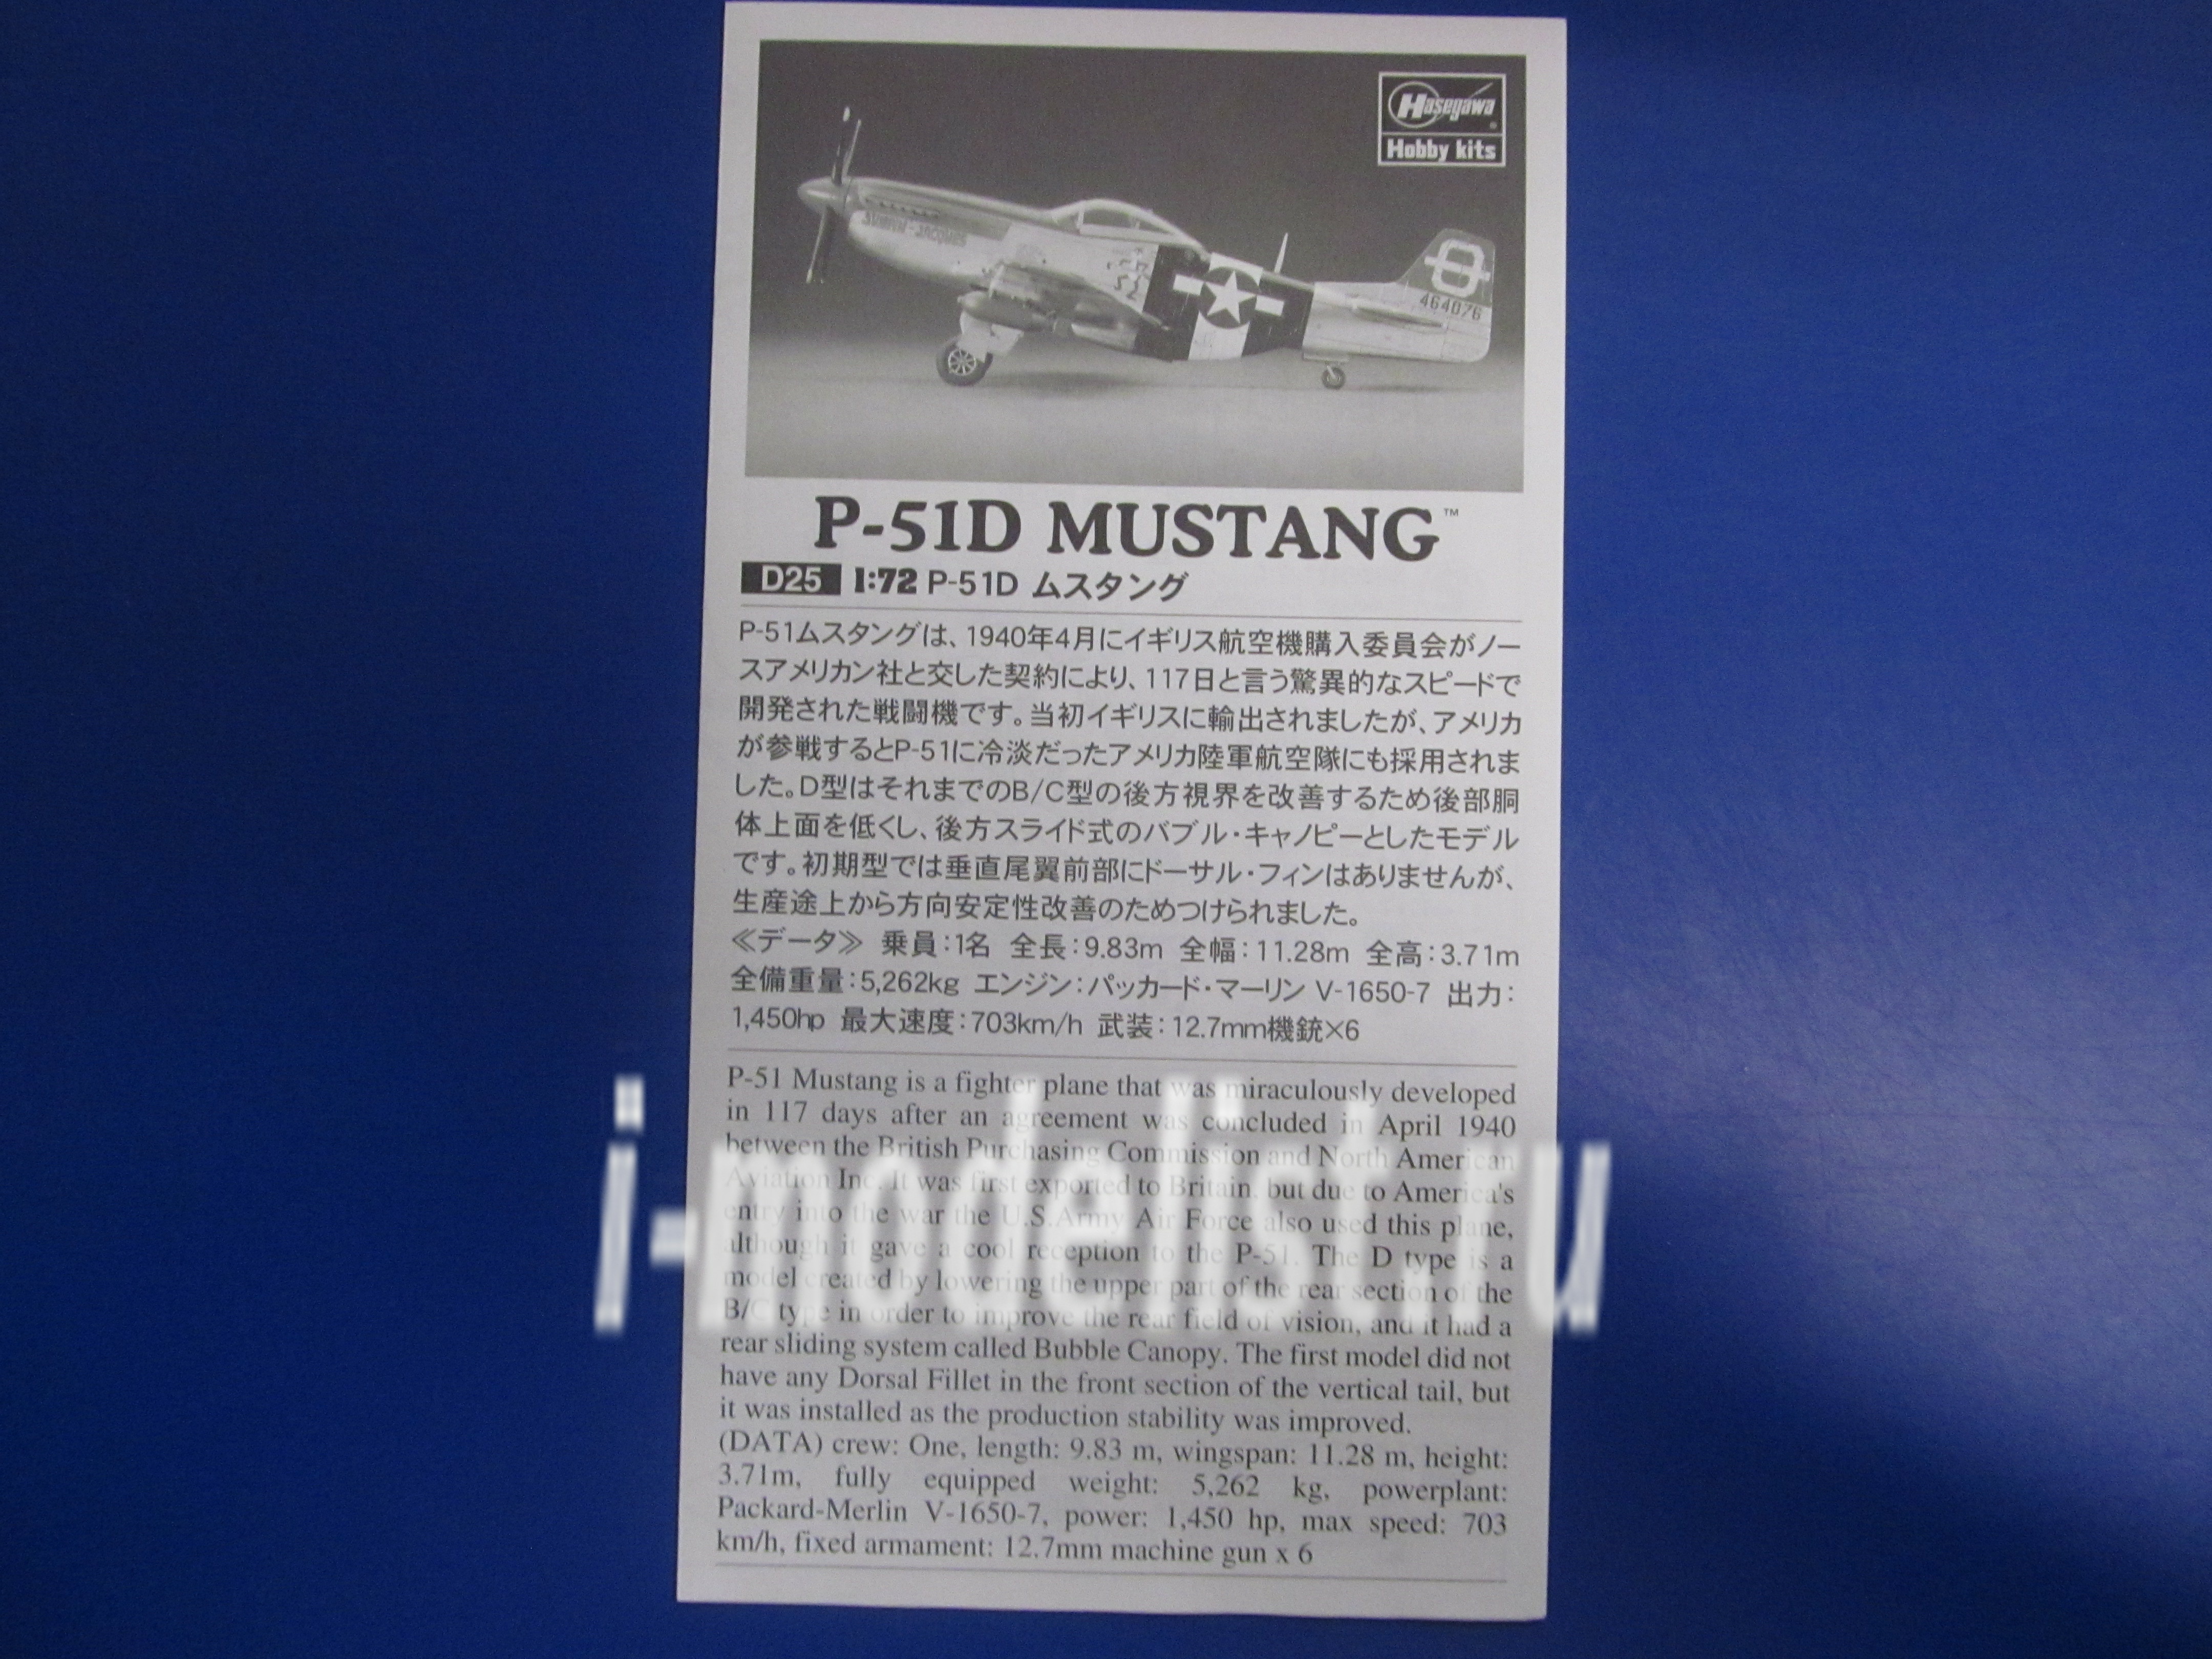 Hasegawa
Hobby kits
464076
P-51D MUSTANG™
D25 1:72 P-51D ムスタング
P-51ムスタングは、1940年4月にイギリス航空機購入委員会がノー
スアメリカン社と交した契約により、117日と言う驚異的なスピードで
開発された戦闘機です。当初イギリスに輸出されましたが、アメリカ
が参戦するとP-51に冷淡だったアメリカ陸軍航空隊にも採用されま
した。D型はそれまでのB/C型の後方視界を改善するため後部胴
体上面を低くし、後方スライド式のバブル・キャノピーとしたモデル
です。初期型では垂直尾翼前部にドーサル・フィンはありませんが、
生産途上から方向安定性改善のためつけられました。
≪データ≫ 乗員:1名 全長:9.83m 全幅:11.28m 全高:3.71m
全備重量:5,262kg エンジン:パッカード・マーリン V-1650-7 出力:
1,450hp 最大速度:703km/h 武装:12.7mm機銃×6
P-51 Mustang is a fighter plane that was miraculously developed
in 117 days after an agreement was concluded in April 1940
between the British Purchasing Commission and North American
Aviation Inc. It was first exported to Britain, but due to America's
entry into the war the U.S.Army Air Force also used this plane,
although it gave a cool reception to the P-51. The D type is a
model created by lowering the upper part of the rear section of the
B/C type in order to improve the rear field of vision, and it had a
rear sliding system called Bubble Canopy. The first model did not
have any Dorsal Fillet in the front section of the vertical tail, but
it was installed as the production stability was improved.
(DATA) crew: One, length: 9.83 m, wingspan: 11.28 m, height:
3.71m, fully equipped weight: 5,262 kg, powerplant:
Packard-Merlin V-1650-7, power: 1,450 hp, max speed: 703
km/h, fixed armament: 12.7mm machine gun x 6
i-modelist.ru